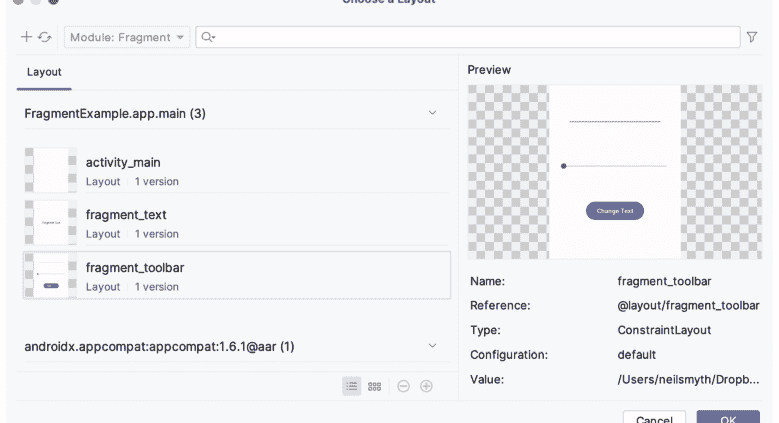 Choose a Layout
Module: Fragment
Layout
FragmentExample.app.main (3)
activity_main
Layout 1 version
fragment_text
Layout 1 version
fragment_toolbar
Layout 1 version
androidx.appcompat:appcompat:1.6.1@aar (1)
Preview
Change Text
Name: fragment_toolbar
Reference: @layout/fragment_toolbar
Type: ConstraintLayout
Configuration: default
Value: /Users/neilsmyth/Dropb...
Cancel OK